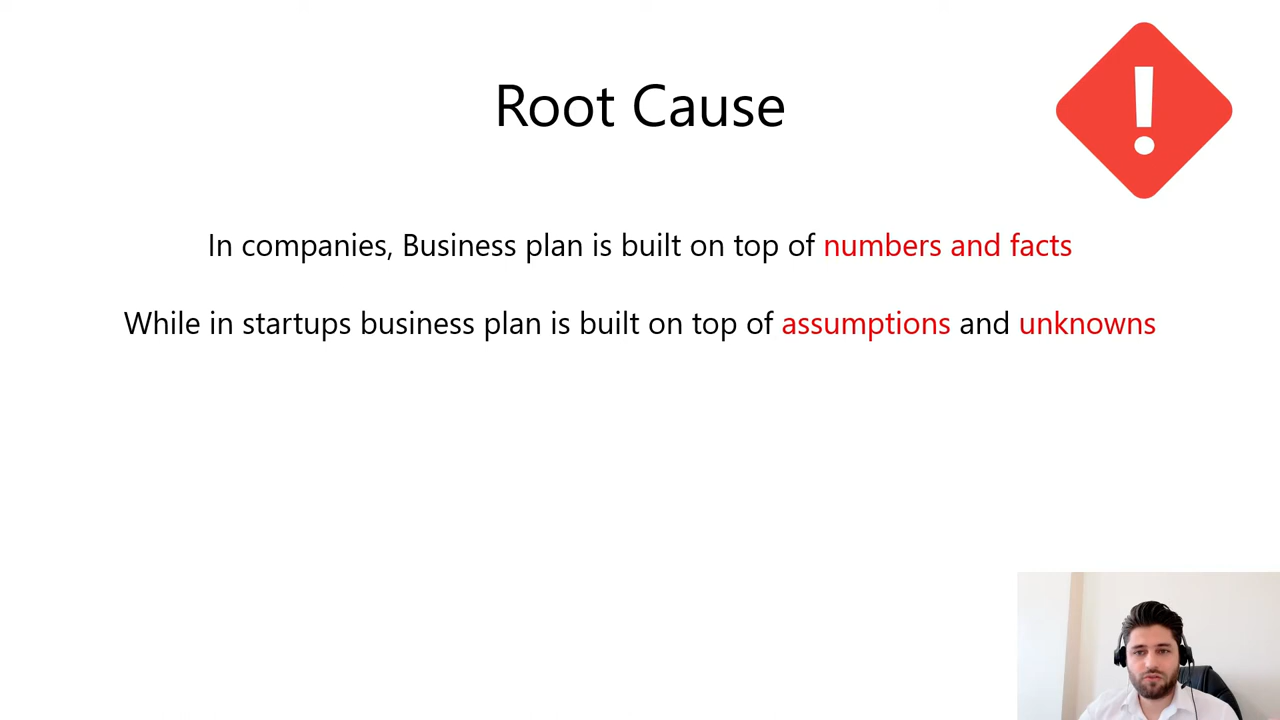 Root Cause
In companies, Business plan is built on top of numbers and facts
While in startups business plan is built on top of assumptions and unknowns